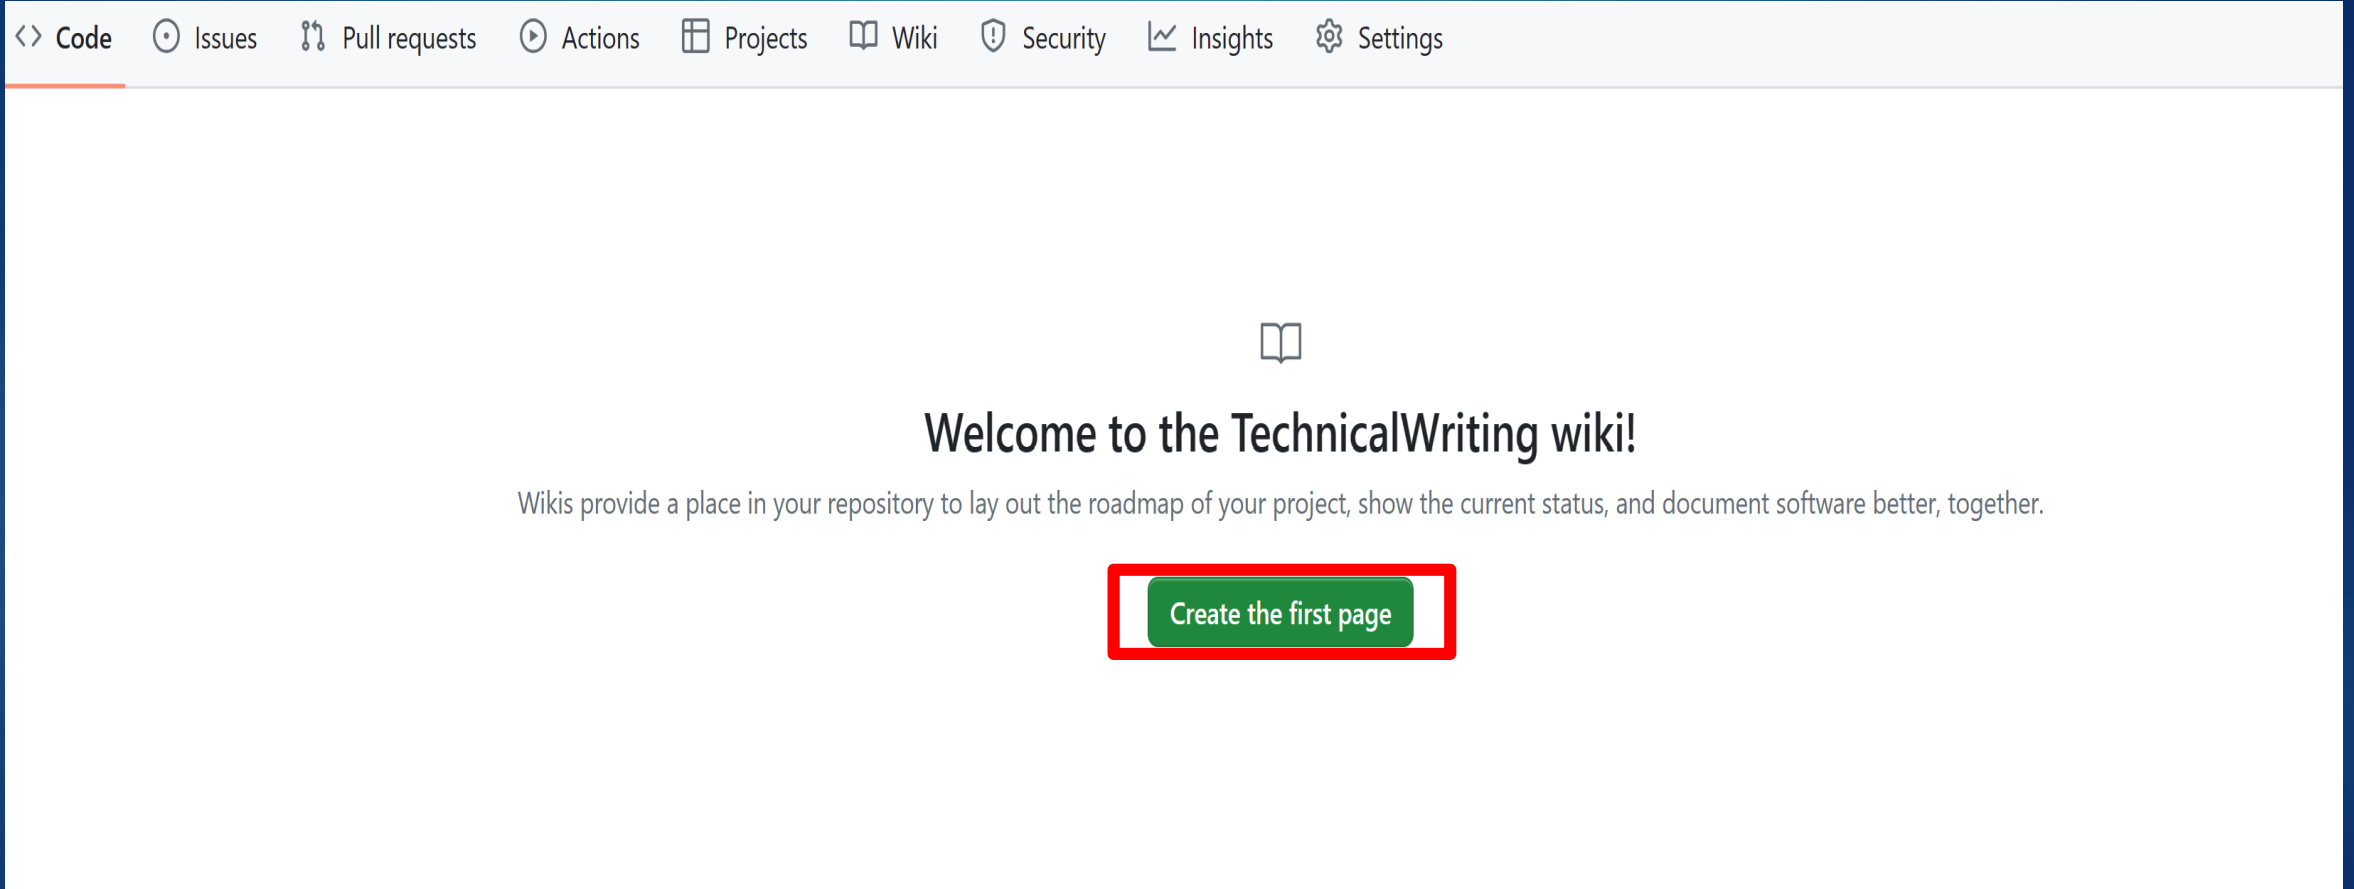 Code Issues Pull requests Actions Projects Wiki Security Insights Settings
Welcome to the TechnicalWriting wiki!
Wikis provide a place in your repository to lay out the roadmap of your project, show the current status, and document software better, together.
Create the first page